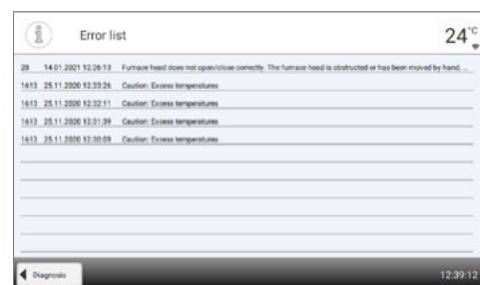 Error list
24°C
28 14.01.2021 12:26:13 Furnace head does not open/close correctly. The furnace head is obstructed or has been moved by hand. ...
1613 25.11.2020 12:33:26 Caution: Excess temperatures
1613 25.11.2020 12:32:11 Caution: Excess temperatures
1613 25.11.2020 12:31:39 Caution: Excess temperatures
1613 25.11.2020 12:30:09 Caution: Excess temperatures
Diagnosis
12:39:12